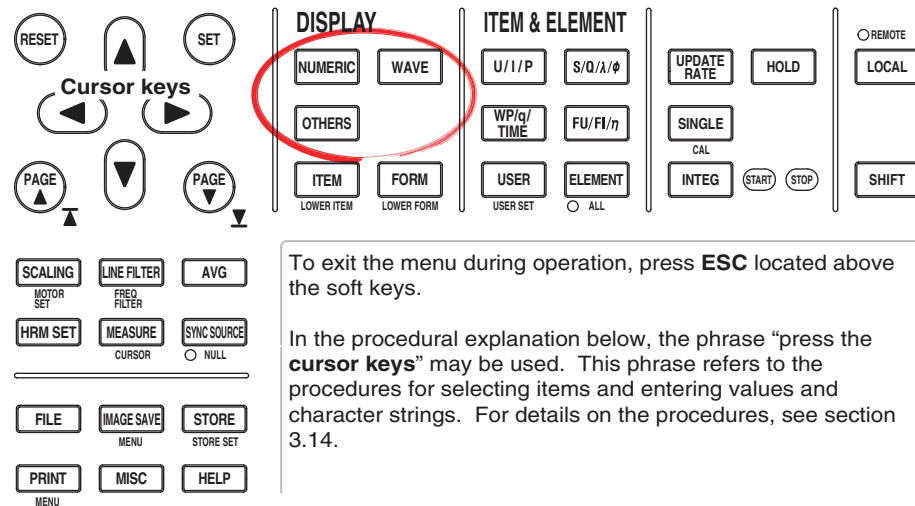 DISPLAY
ITEM & ELEMENT
RESET
SET
REMOTE
NUMERIC
WAVE
U/I/P
S/Q/λ/ø
UPDATE
RATE
HOLD
LOCAL
Cursor keys
OTHERS
WP/q/
TIME
FU/FI/η
SINGLE
CAL
PAGE
PAGE
ITEM
FORM
USER
ELEMENT
INTEG
START
STOP
SHIFT
LOWER ITEM
LOWER FORM
USER SET
ALL
SCALING
LINE FILTER
AVG
MOTOR
SET
FREQ
FILTER
HRM SET
MEASURE
SYNC SOURCE
CURSOR
NULL
FILE
IMAGE SAVE
STORE
MENU
STORE SET
PRINT
MISC
HELP
MENU
To exit the menu during operation, press ESC located above
the soft keys.
In the procedural explanation below, the phrase “press the
cursor keys” may be used. This phrase refers to the
procedures for selecting items and entering values and
character strings. For details on the procedures, see section
3.14.